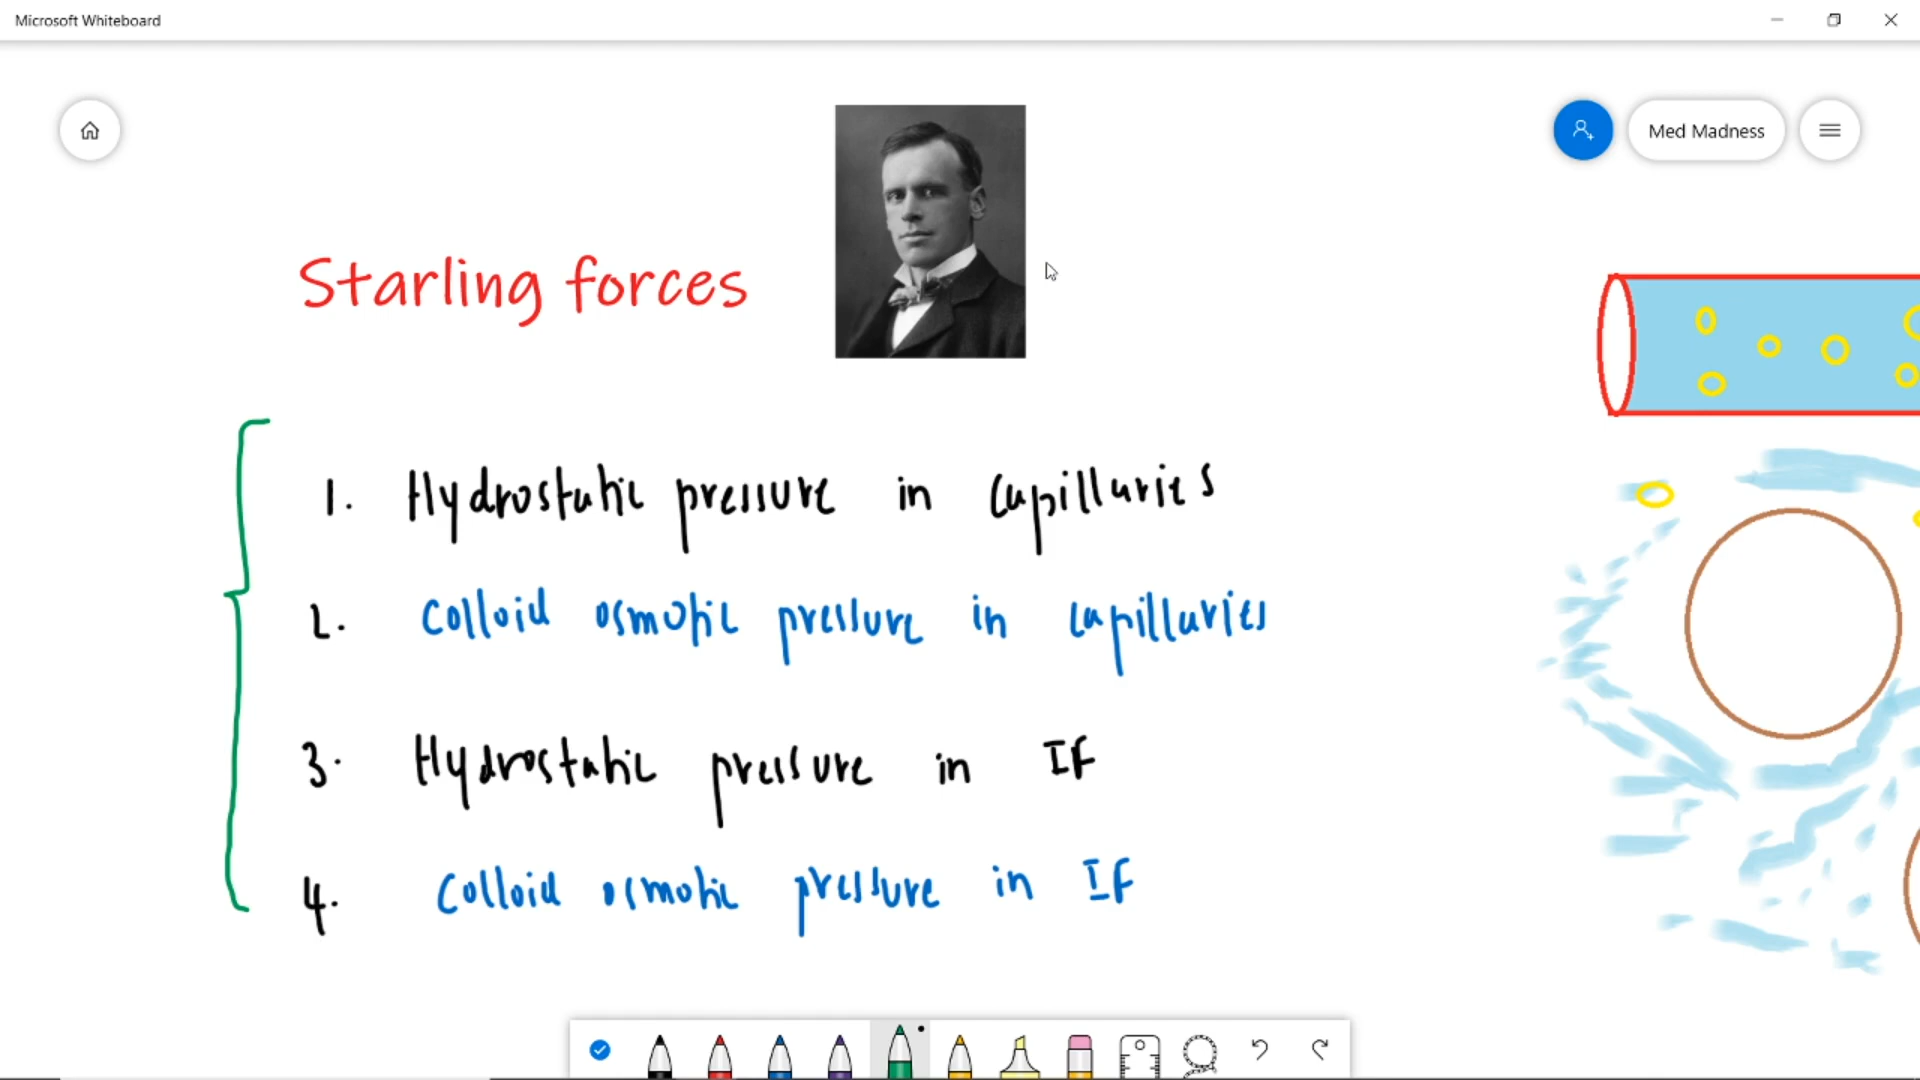 Microsoft Whiteboard
Med Madness
Starling forces
1. Hydrostatic pressure in capillaries
2. Colloid osmotic pressure in capillaries
3. Hydrostatic pressure in IF
4. Colloid osmotic pressure in IF